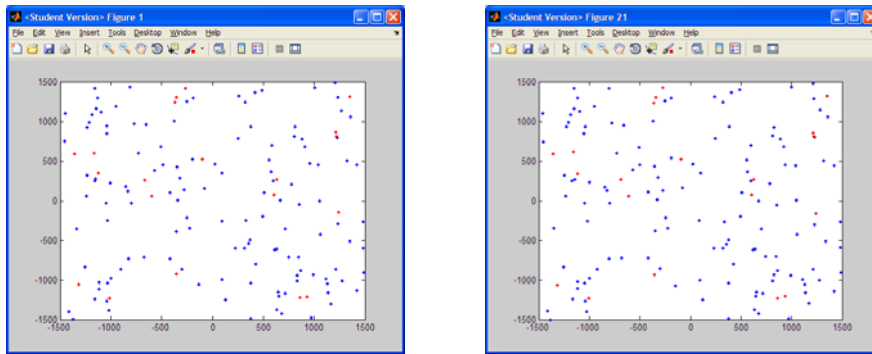 <Student Version> Figure 1
File Edit View Insert Tools Desktop Window Help
1500
1000
500
0
-500
-1000
-1500
-1500 -1000 -500 0 500 1000 1500
<Student Version> Figure 21
File Edit View Insert Tools Desktop Window Help
1500
1000
500
0
-500
-1000
-1500
-1500 -1000 -500 0 500 1000 1500